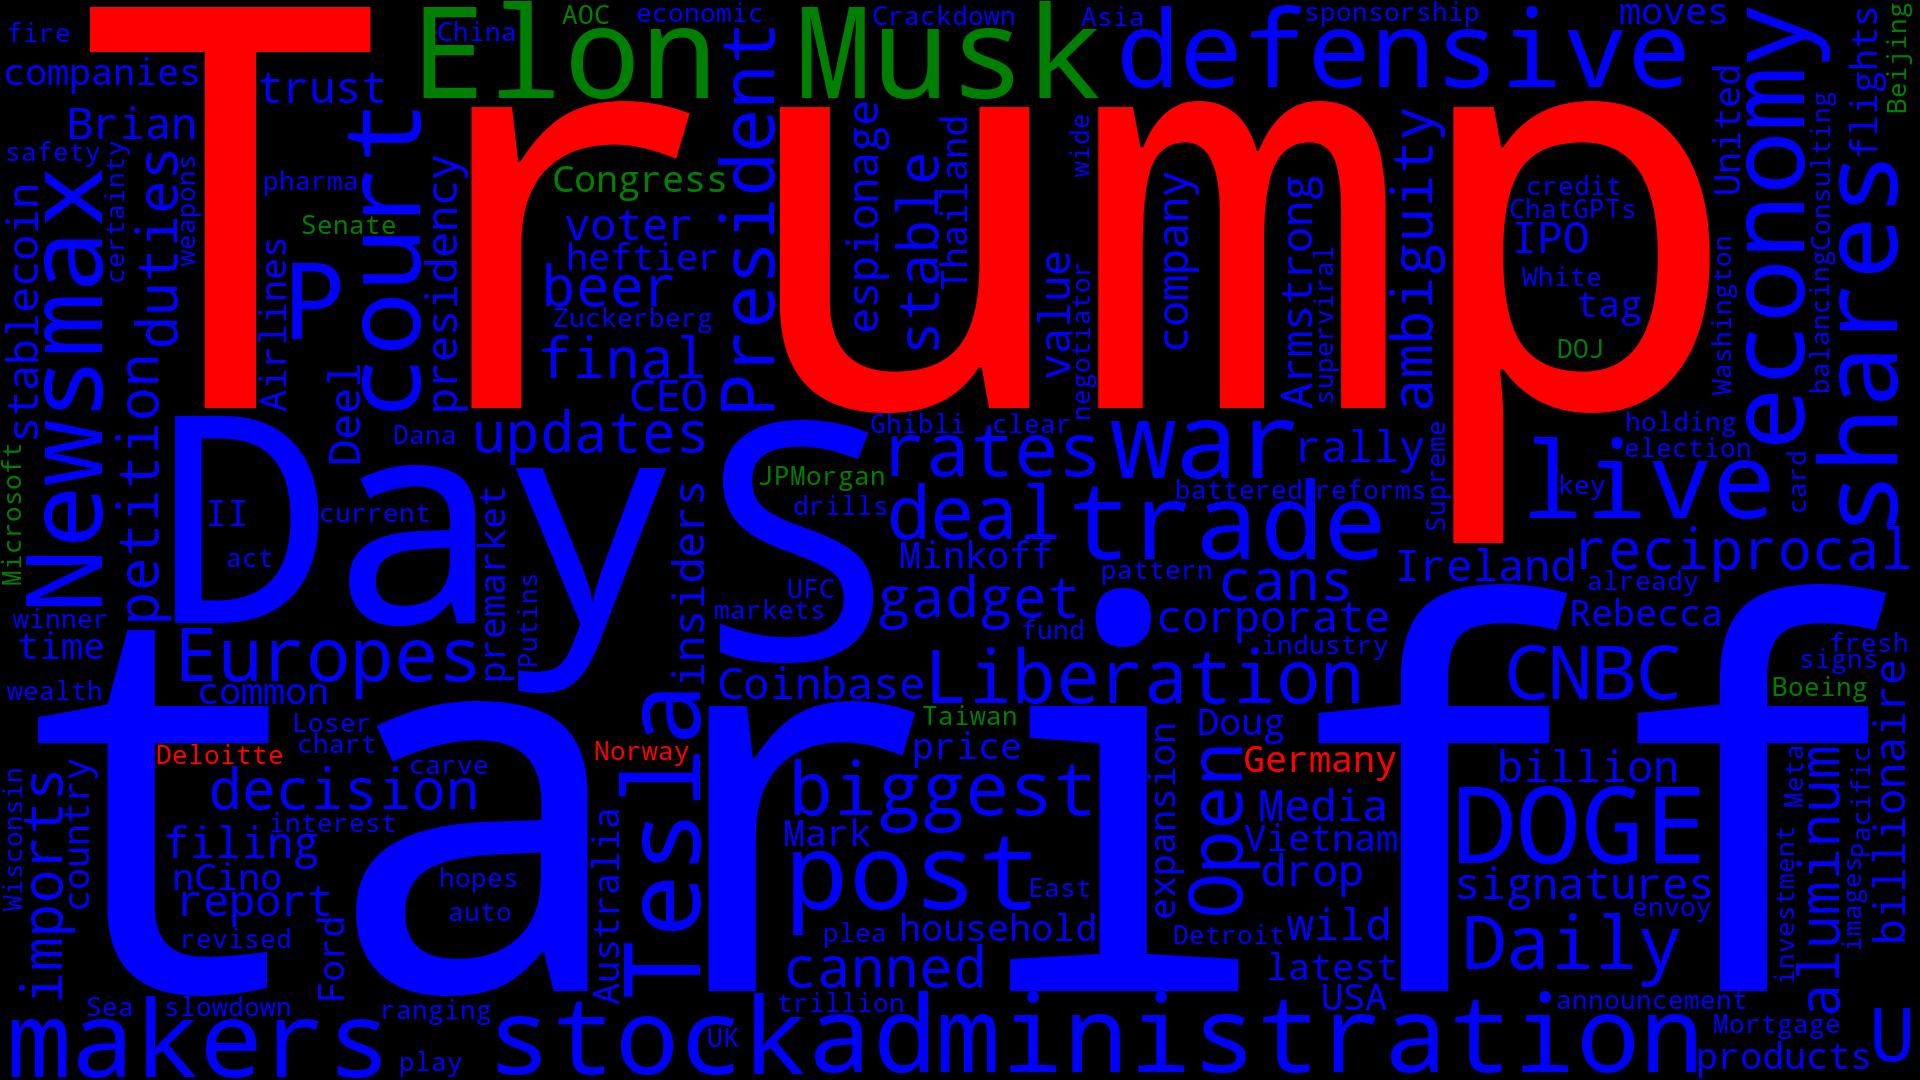 fire
China
AOC
economic
Crackdown
Asia
sponsorship
moves
Beijing
Trump
Elon Musk
defensive
companies
trust
Brian
safety
certainty
weapons
duties
pharma
court
President
Congress
Senate
presidency
voter
heftier
beer
Zuckerberg
final
CEO
P
Airlines
Deel
espionage
stable
Thailand
wide
value
negotiator
company
Armstrong
superviral
ambiguity
credit
ChatGPTs
IPO
White
tag
DOJ
United
Washington
economy
balancing
Consulting
flights
shares
stablecoin
Newsmax
petition
Microsoft
Day
S.
II
act
current
Dana
updates
premarket
Putins
insiders
Ghibli
clear
rates
war
rally
Supreme
JPMorgan
drills
deal
trade
battered
reforms
live
key
holding
election
card
Minkoff
pattern
cans
Ireland
reciprocal
already
UFC
markets
gadget
fund
corporate
industry
Rebecca
winner
time
wealth
Europes
common
Coinbase
Liberation
CNBC
fresh
signs
Boeing
billionaire
tariff
Loser
chart
Deloitte
carve
decision
interest
filing
nCino
report
revised
Ford
hopes
auto
Norway
Tesla
Australia
Taiwan
price
biggest
Mark
post
East
plea
household
canned
expansion
Doug
Open
Germany
Media
Vietnam
drop
wild
Detroit
latest
USA
billion
DOGE
signatures
envoy
Daily
Meta
investment
aluminum
Pacific
images
Wisconsin
imports
country
Sea
slowdown
ranging
makers
play
stock
UK
trillion
administration
announcement
Mortgage
products
U